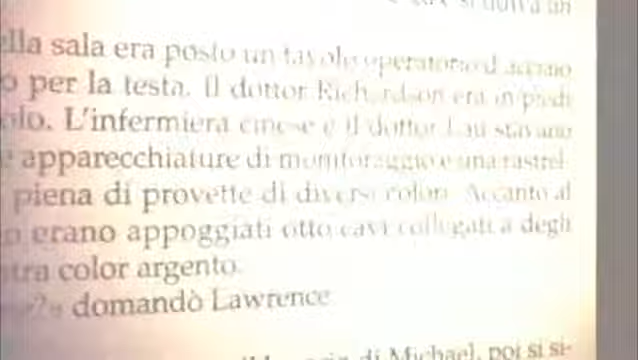 ella sala era posto un tavolo operatorio d'acciaio
o per la testa. Il dottor Richardson era in piedi
olo. L'infermiera cinese e il dottor Lau stavano
e apparecchiature di monitoraggio e una rastrel-
piena di provette di diversi colori. Accanto al
erano appoggiati otto cavi collegati a degli
stra color argento.
domandò Lawrence
di Michael, poi si si-